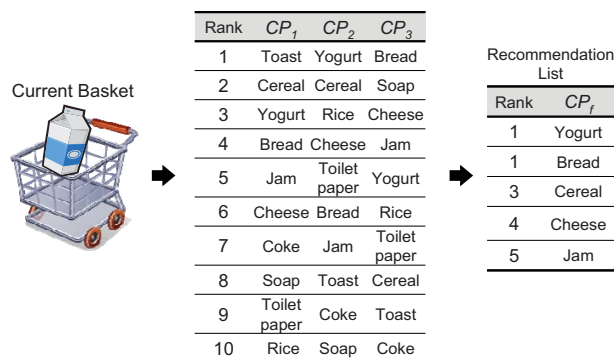 Current Basket
Rank CP1 CP2 CP3
1 Toast Yogurt Bread
2 Cereal Cereal Soap
3 Yogurt Rice Cheese
4 Bread Cheese Jam
5 Jam Toilet paper Yogurt
6 Cheese Bread Rice
7 Coke Jam Toilet paper
8 Soap Toast Cereal
9 Toilet paper Coke Toast
10 Rice Soap Coke
Recommendation
List
Rank CPf
1 Yogurt
1 Bread
3 Cereal
4 Cheese
5 Jam